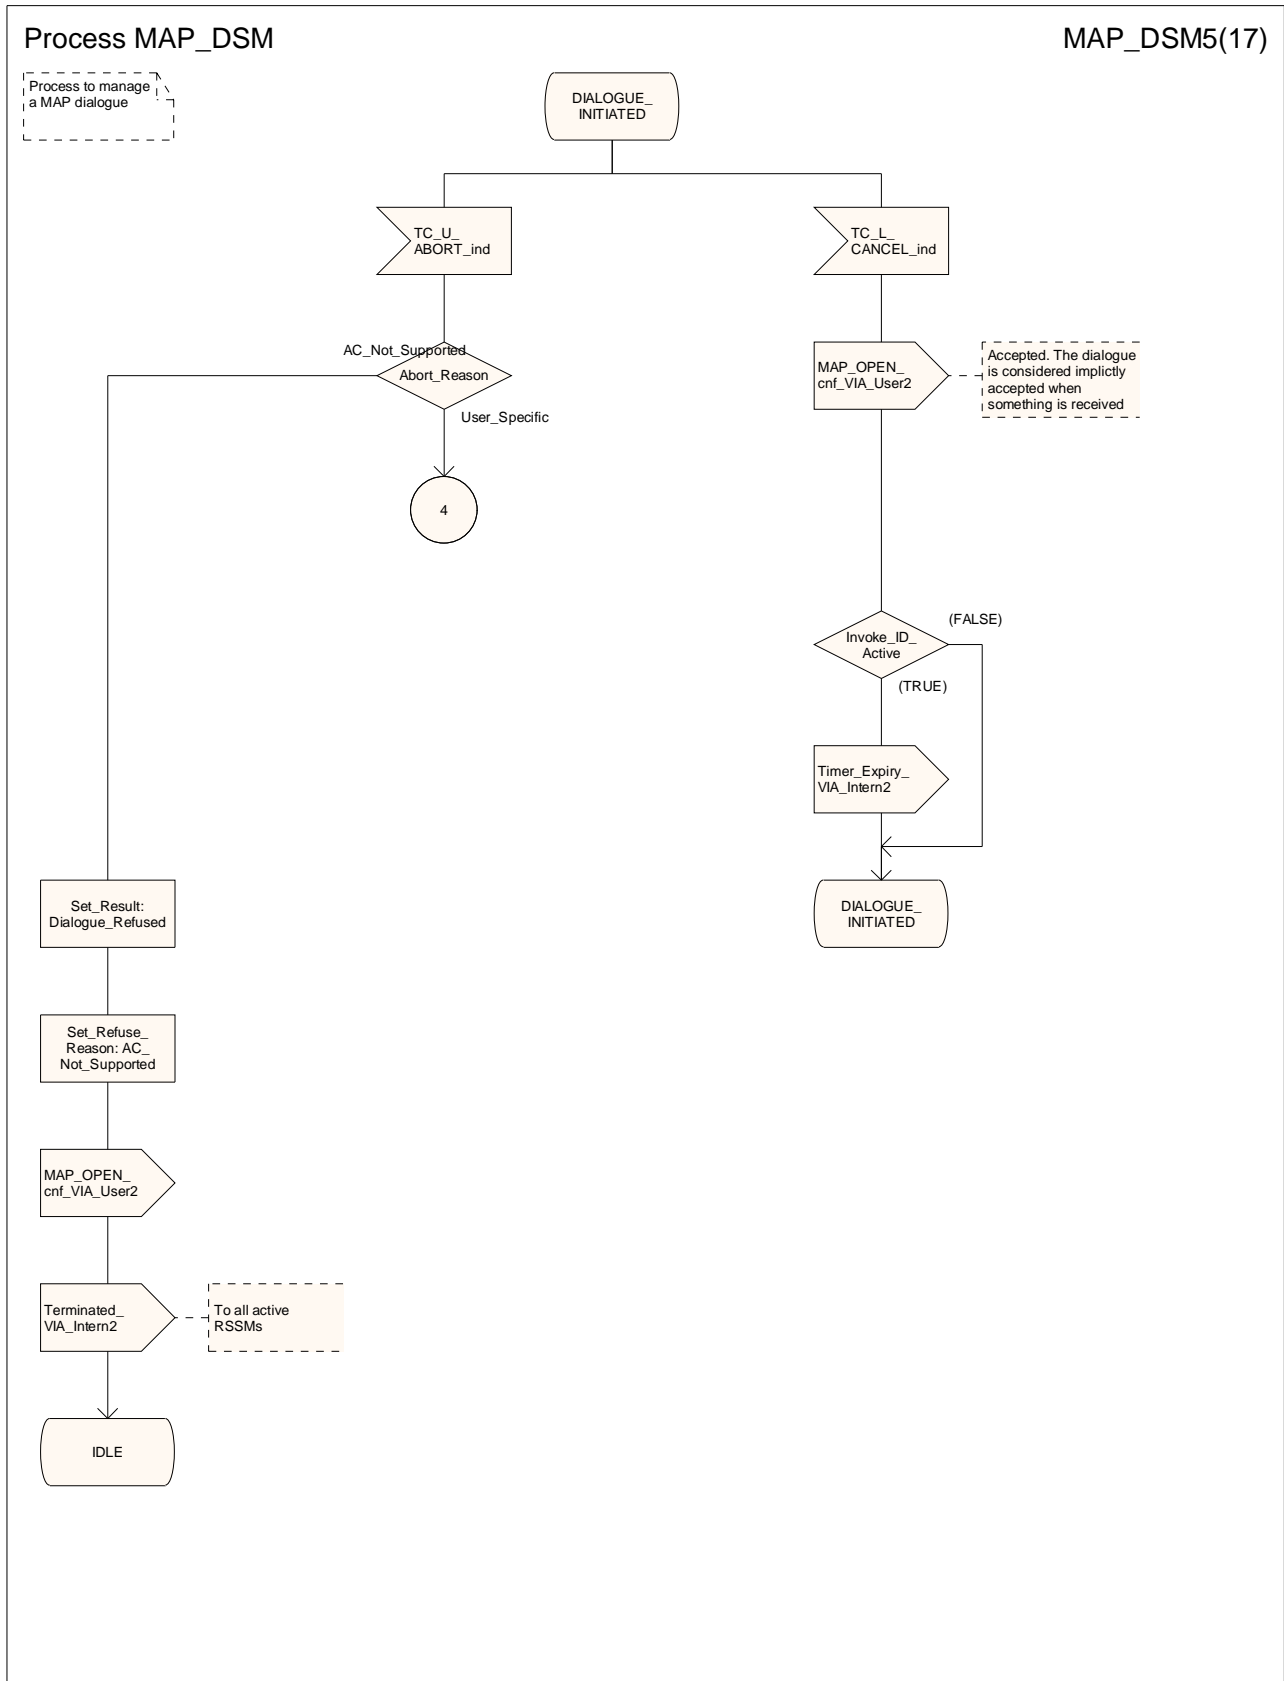 Process MAP_DSM
MAP_DSM5(17)
Process to manage
a MAP dialogue
DIALOGUE_
INITIATED
TC_U_
ABORT_ind
TC_L_
CANCEL_ind
AC_Not_Supported
Abort_Reason
User_Specific
4
MAP_OPEN_
cnf_VIA_User2
Accepted. The dialogue
is considered implictly
accepted when
something is received
Invoke_ID_
Active
(FALSE)
(TRUE)
Timer_Expiry_
VIA_Intern2
DIALOGUE_
INITIATED
Set_Result:
Dialogue_Refused
Set_Refuse_
Reason: AC_
Not_Supported
MAP_OPEN_
cnf_VIA_User2
Terminated_
VIA_Intern2
To all active
RSSMs
IDLE